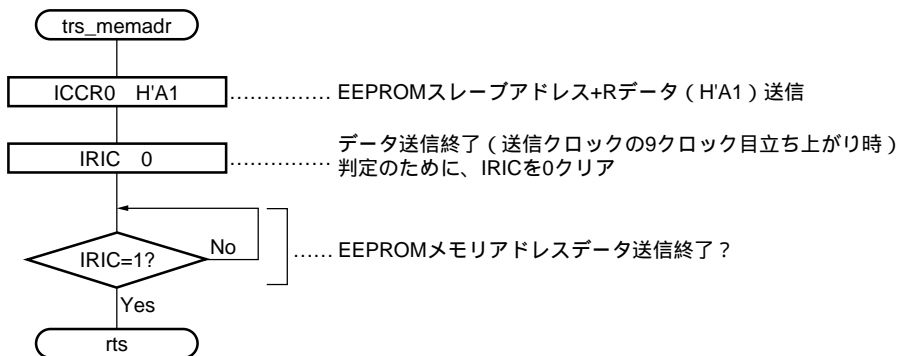 trs_memadr
ICCR0 H'A1
……………EEPROMスレーブアドレス+Rデータ（H'A1）送信
IRIC 0
……………データ送信終了（送信クロックの9クロック目立ち上がり時）
判定のために、IRICを0クリア
IRIC=1?
No
……EEPROMメモリアドレスデータ送信終了？
Yes
rts